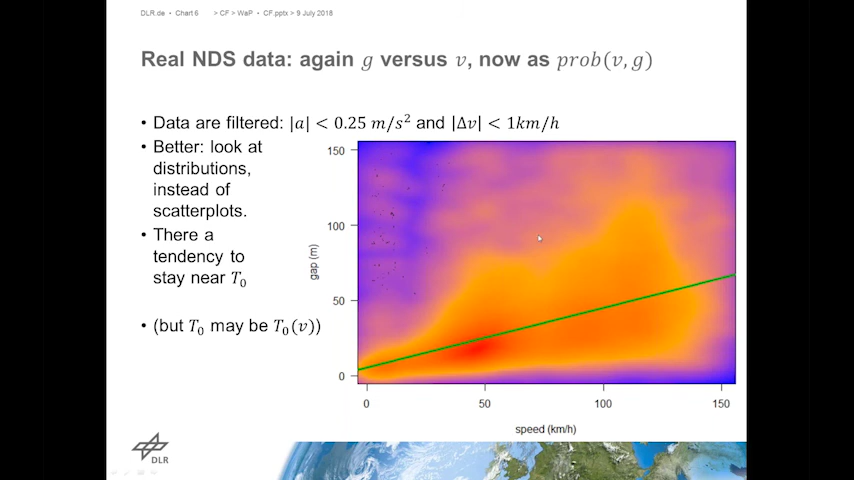 DLR.de • Chart 6 > CF > WaP • CF.pptx > 9 July 2018
Real NDS data: again g versus v, now as prob(v, g)
• Data are filtered: |a| < 0.25 m/s² and |Δv| < 1km/h
• Better: look at
distributions,
instead of
scatterplots.
• There a
tendency to
stay near T₀
• (but T₀ may be T₀(v))
150
100
50
0
gap (m)
0 50 100 150
speed (km/h)
DLR